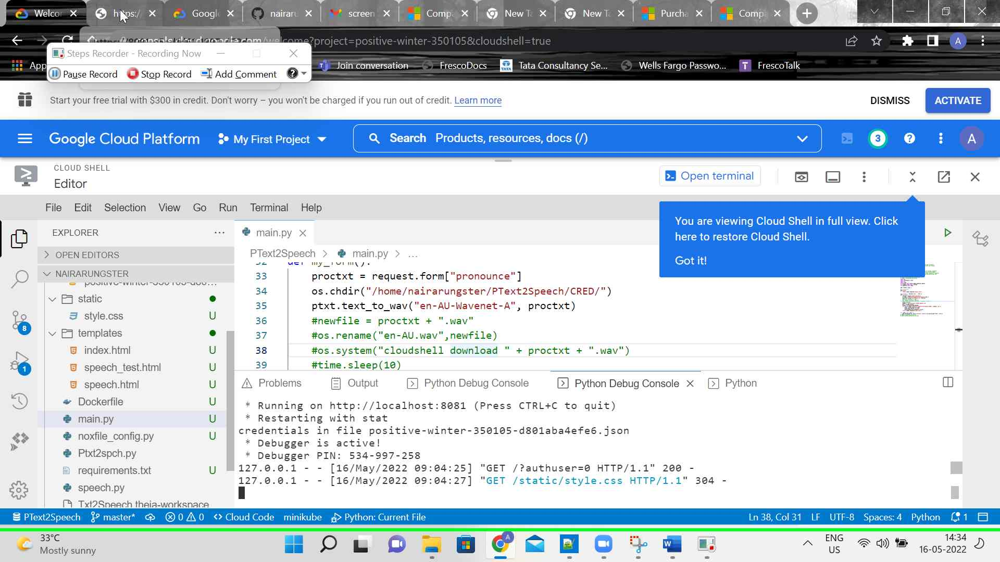 Welco
https:/
Google
nairaru
screen
Compa
New Ta
New Ta
Purcha
Compa
console.cloud.google.com/welcome?project=positive-winter-350105&cloudshell=true
A
Steps Recorder - Recording Now
App
Join conversation
FrescoDocs
Tata Consultancy Se...
Wells Fargo Passwo...
FrescoTalk
Pause Record
Stop Record
Add Comment
Start your free trial with $300 in credit. Don't worry – you won't be charged if you run out of credit. Learn more
DISMISS
ACTIVATE
Google Cloud Platform
My First Project
Search Products, resources, docs (/)
3
A
CLOUD SHELL
Editor
Open terminal
File Edit Selection View Go Run Terminal Help
You are viewing Cloud Shell in full view. Click
here to restore Cloud Shell.
Got it!
EXPLORER
OPEN EDITORS
NAIRARUNGSTER
static
style.css U
templates
index.html U
speech_test.html U
speech.html U
Dockerfile U
main.py U
noxfile_config.py U
Ptxt2spch.py
requirements.txt U
speech.py
Txt2Speech.theia-workspace
8
1
main.py
PText2Speech > main.py > ...
32 def my_form():
33 proctxt = request.form["pronounce"]
34 os.chdir("/home/nairarungster/PText2Speech/CRED/")
35 ptxt.text_to_wav("en-AU-Wavenet-A", proctxt)
36 #newfile = proctxt + ".wav"
37 #os.rename("en-AU.wav",newfile)
38 #os.system("cloudshell download " + proctxt + ".wav")
39 #time.sleep(10)
Problems
Output
Python Debug Console
Python Debug Console
Python
* Running on http://localhost:8081 (Press CTRL+C to quit)
* Restarting with stat
credentials in file positive-winter-350105-d801aba4efe6.json
* Debugger is active!
* Debugger PIN: 534-997-258
127.0.0.1 - - [16/May/2022 09:04:25] "GET /?authuser=0 HTTP/1.1" 200 -
127.0.0.1 - - [16/May/2022 09:04:27] "GET /static/style.css HTTP/1.1" 304 -
PText2Speech
master*
0
0
Cloud Code
minikube
Python: Current File
Ln 38, Col 31
LF
UTF-8
Spaces: 4
Python
1
33°C
Mostly sunny
ENG
US
14:34
16-05-2022